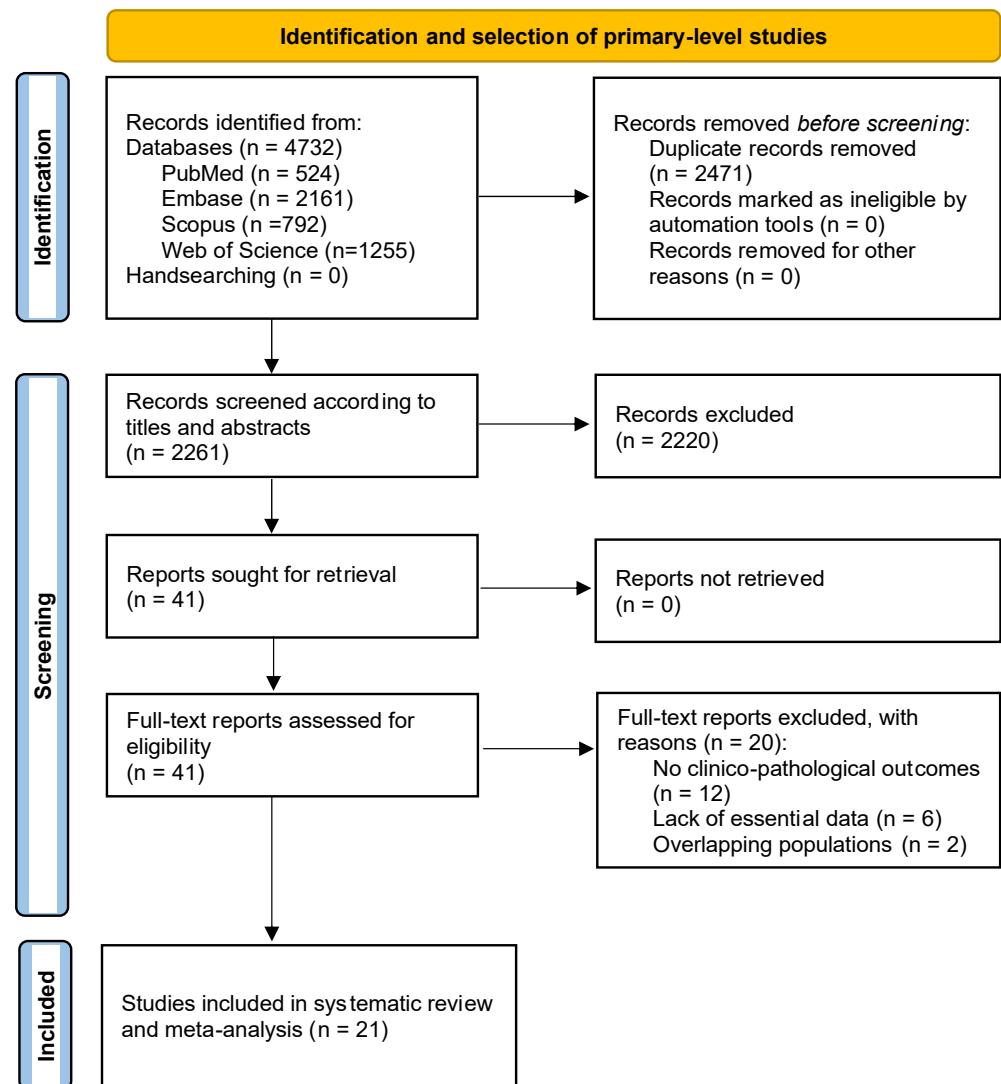 Identification and selection of primary-level studies
Identification
Records identified from:
Databases (n = 4732)
PubMed (n = 524)
Embase (n = 2161)
Scopus (n =792)
Web of Science (n=1255)
Handsearching (n = 0)
Records removed before screening:
Duplicate records removed
(n = 2471)
Records marked as ineligible by
automation tools (n = 0)
Records removed for other
reasons (n = 0)
Screening
Records screened according to
titles and abstracts
(n = 2261)
Records excluded
(n = 2220)
Reports sought for retrieval
(n = 41)
Reports not retrieved
(n = 0)
Full-text reports assessed for
eligibility
(n = 41)
Full-text reports excluded, with
reasons (n = 20):
No clinico-pathological outcomes
(n = 12)
Lack of essential data (n = 6)
Overlapping populations (n = 2)
Included
Studies included in systematic review
and meta-analysis (n = 21)